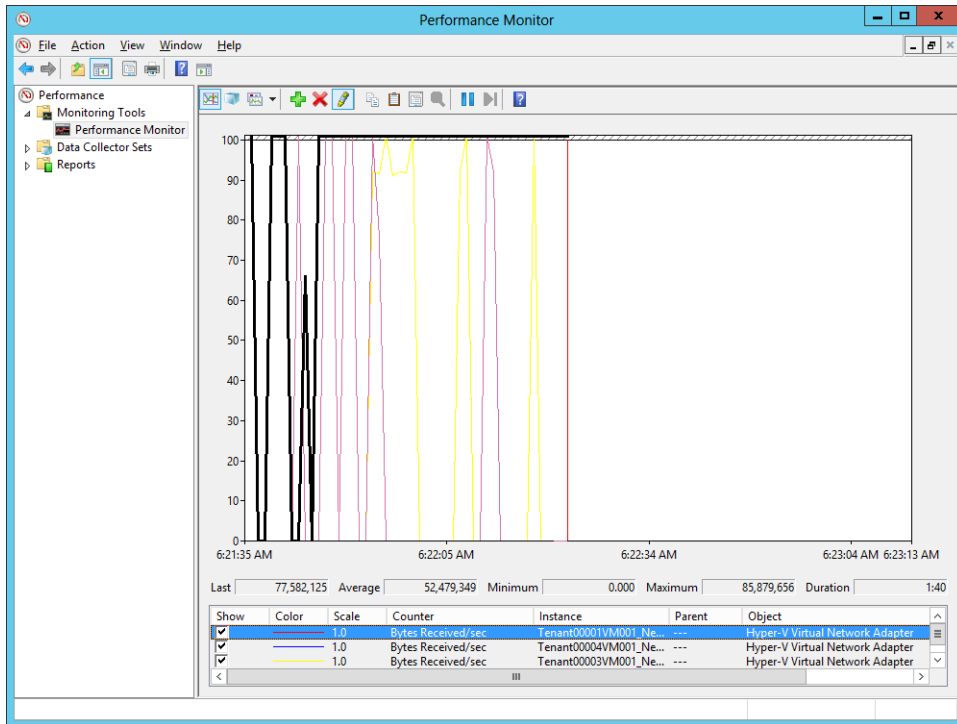 Performance Monitor
File Action View Window Help
Performance
Monitoring Tools
Performance Monitor
Data Collector Sets
Reports
100
90
80
70
60
50
40
30
20
10
0
6:21:35 AM 6:22:05 AM 6:22:34 AM 6:23:04 AM 6:23:13 AM
Last 77,582,125 Average 52,479,349 Minimum 0.000 Maximum 85,879,656 Duration 1:40
Show Color Scale Counter Instance Parent Object
1.0 Bytes Received/sec Tenant00001VM001_Ne... --- Hyper-V Virtual Network Adapter
1.0 Bytes Received/sec Tenant00004VM001_Ne... --- Hyper-V Virtual Network Adapter
1.0 Bytes Received/sec Tenant00003VM001_Ne... --- Hyper-V Virtual Network Adapter